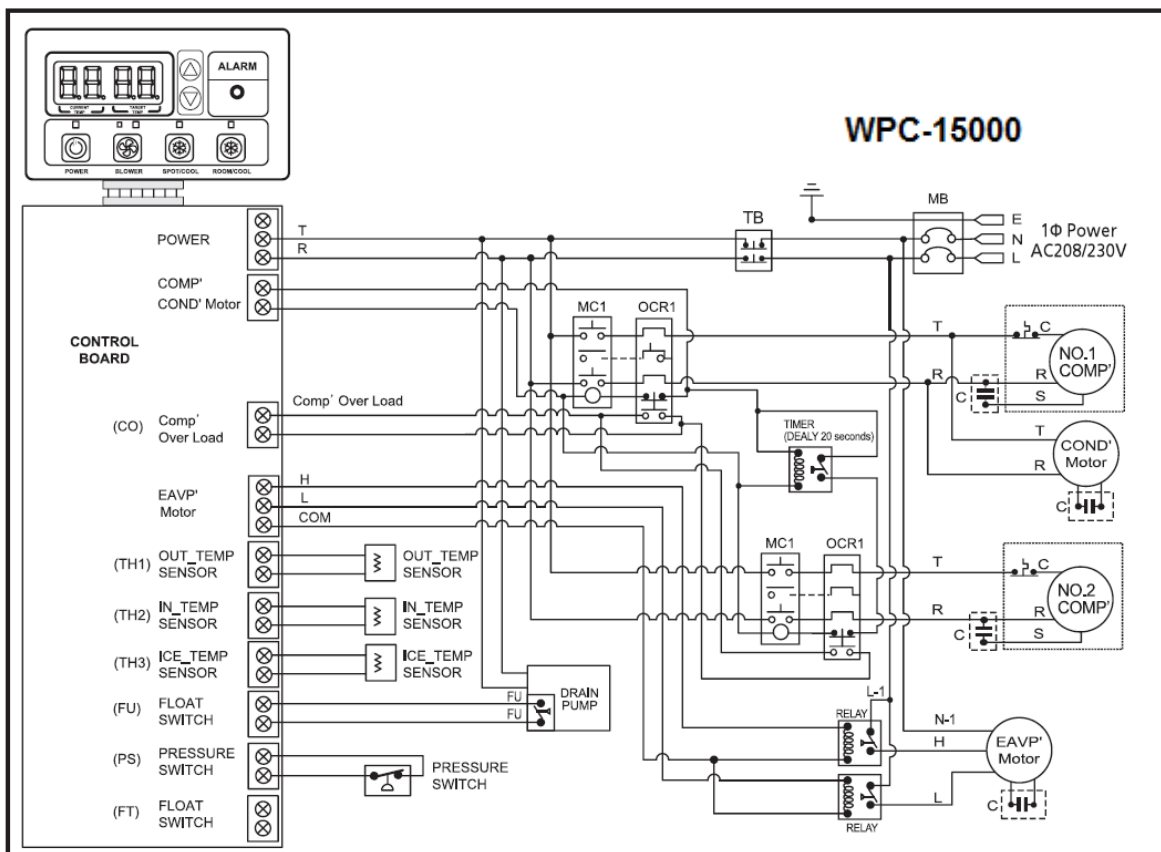 ALARM
CURRENT TEMP
TARGET TEMP
POWER
BLOWER
SPOT/COOL
ROOM/COOL
WPC-15000
CONTROL
BOARD
POWER
T
R
COMP'
COND' Motor
(CO)
Comp'
Over Load
Comp' Over Load
EAVP'
Motor
H
L
COM
(TH1)
OUT_TEMP
SENSOR
OUT_TEMP
SENSOR
(TH2)
IN_TEMP
SENSOR
IN_TEMP
SENSOR
(TH3)
ICE_TEMP
SENSOR
ICE_TEMP
SENSOR
(FU)
FLOAT
SWITCH
FU
FU
DRAIN
PUMP
(PS)
PRESSURE
SWITCH
PRESSURE
SWITCH
(FT)
FLOAT
SWITCH
TB
MB
E
N
L
1Φ Power
AC208/230V
MC1
OCR1
T
R
C
R
S
C
NO.1
COMP'
T
R
COND'
Motor
C
TIMER
(DEALY 20 seconds)
MC1
OCR1
T
R
C
R
S
C
NO.2
COMP'
RELAY
L-1
N-1
H
L
RELAY
EAVP'
Motor
C